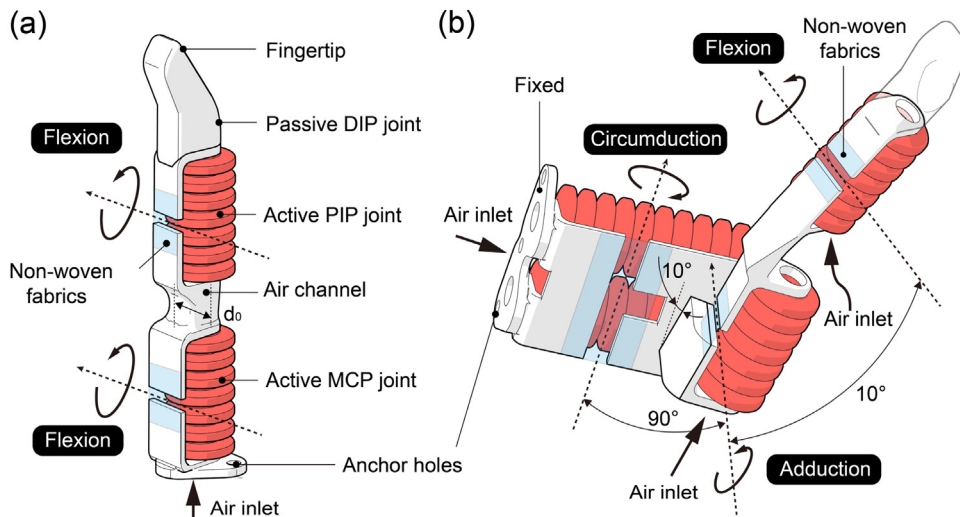 (a)
Fingertip
Passive DIP joint
Flexion
Active PIP joint
Non-woven
fabrics
Air channel
d₀
Active MCP joint
Flexion
Anchor holes
Air inlet
(b)
Non-woven
fabrics
Flexion
Fixed
Circumduction
Air inlet
10°
Air inlet
10°
90°
Air inlet
Adduction